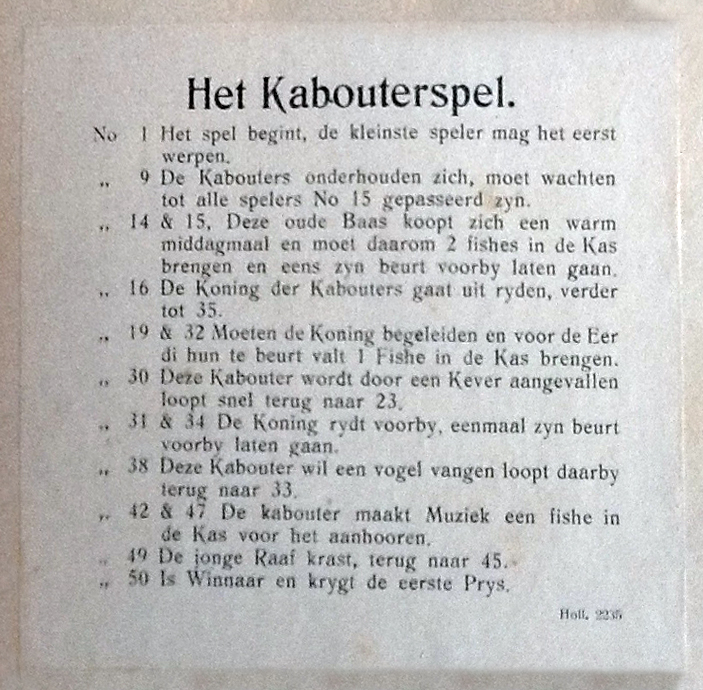 Het Kabouterspel.
No 1 Het spel begint, de kleinste speler mag het eerst
werpen.
„ 9 De Kabouters onderhouden zich, moet wachten
tot alle spelers No 15 gepasseerd zyn.
„ 14 & 15, Deze oude Baas koopt zich een warm
middagmaal en moet daarom 2 fishes in de Kas
brengen en eens zyn beurt voorby laten gaan.
„ 16 De Koning der Kabouters gaat uit ryden, verder
tot 35.
„ 19 & 32 Moeten de Koning begeleiden en voor de Eer
di hun te beurt valt 1 Fishe in de Kas brengen.
„ 30 Deze Kabouter wordt door een Kever aangevallen
loopt snel terug naar 23.
„ 31 & 34 De Koning rydt voorby, eenmaal zyn beurt
voorby laten gaan.
„ 38 Deze Kabouter wil een vogel vangen loopt daarby
terug naar 33.
„ 42 & 47 De kabouter maakt Muziek een fishe in
de Kas voor het aanhooren.
„ 49 De jonge Raaf krast, terug naar 45.
„ 50 Is Winnaar en krygt de eerste Prys.
Holl. 2235